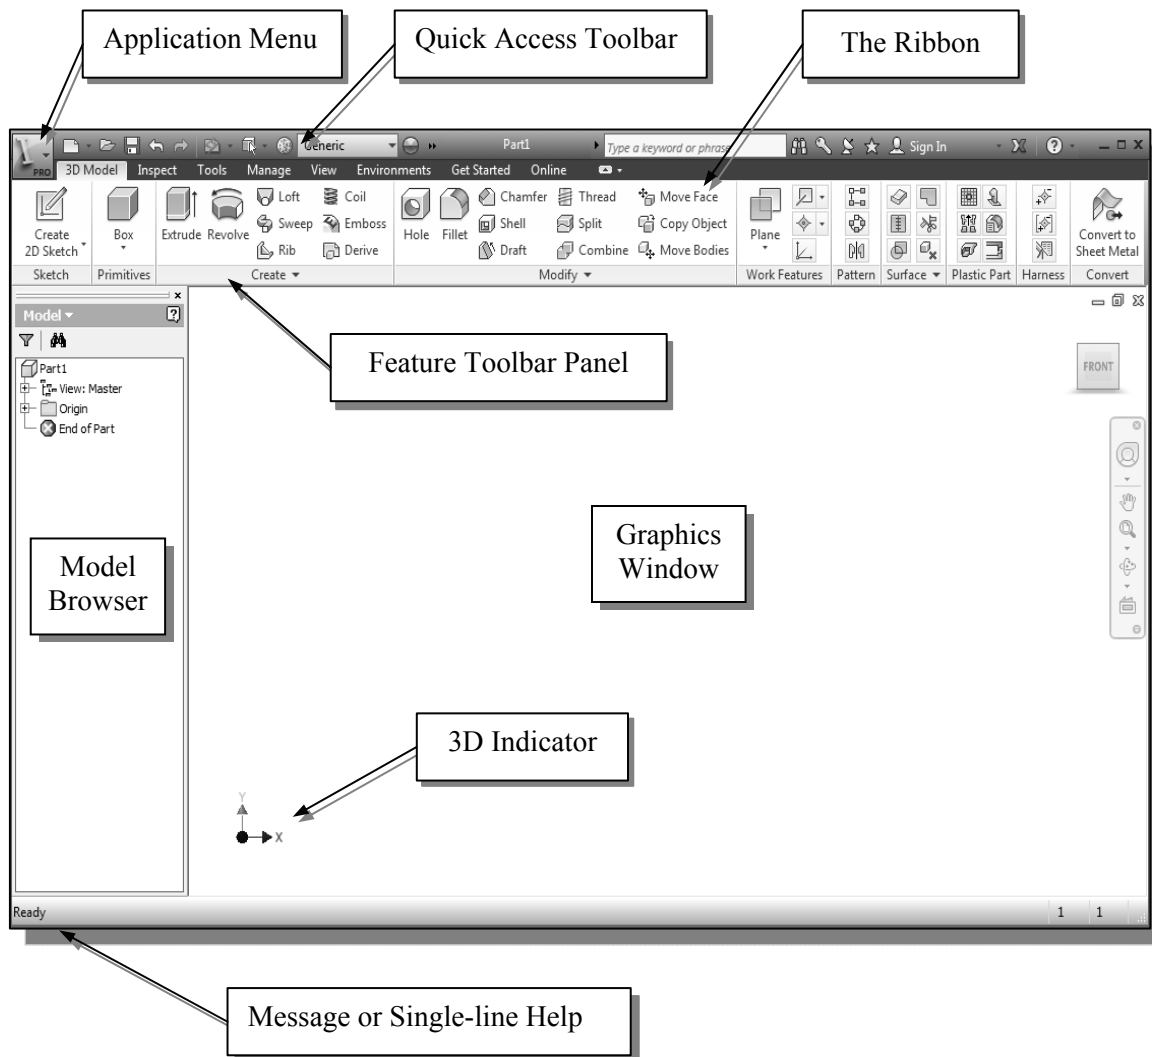 Application Menu
Quick Access Toolbar
The Ribbon
PRO
Generic
Part1
Type a keyword or phrase
Sign In
3D Model Inspect Tools Manage View Environments Get Started Online
Create
2D Sketch
Box
Extrude Revolve
Loft
Coil
Sweep
Emboss
Rib
Derive
Hole Fillet
Chamfer
Thread
Move Face
Shell
Split
Copy Object
Draft
Combine
Move Bodies
Plane
Convert to
Sheet Metal
Sketch Primitives Create Modify Work Features Pattern Surface Plastic Part Harness Convert
Model
Part1
View: Master
Origin
End of Part
Feature Toolbar Panel
FRONT
Model
Browser
Graphics
Window
3D Indicator
Y
X
Ready
1 1
Message or Single-line Help